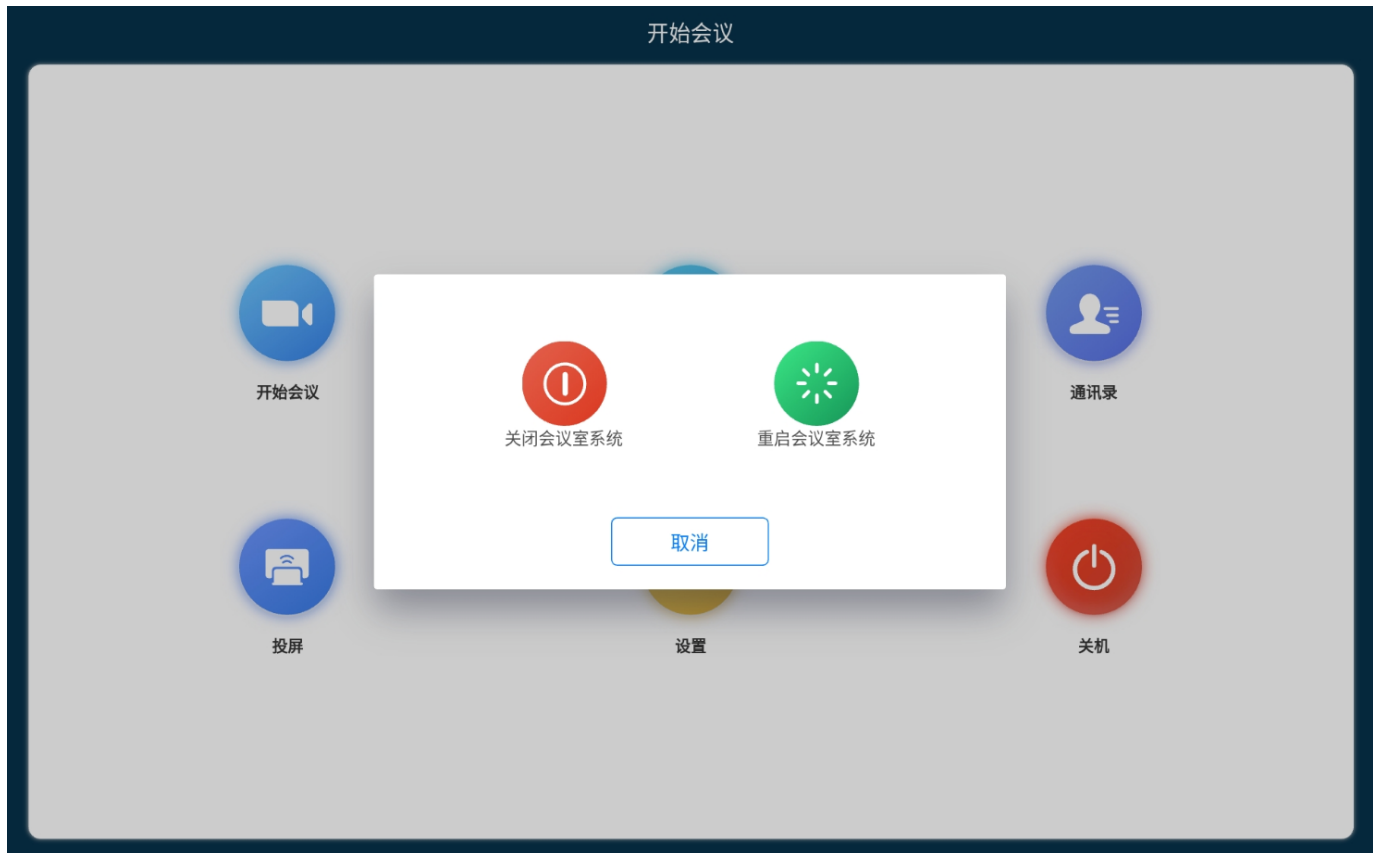 开始会议
开始会议
通讯录
关闭会议室系统
重启会议室系统
取消
投屏
设置
关机